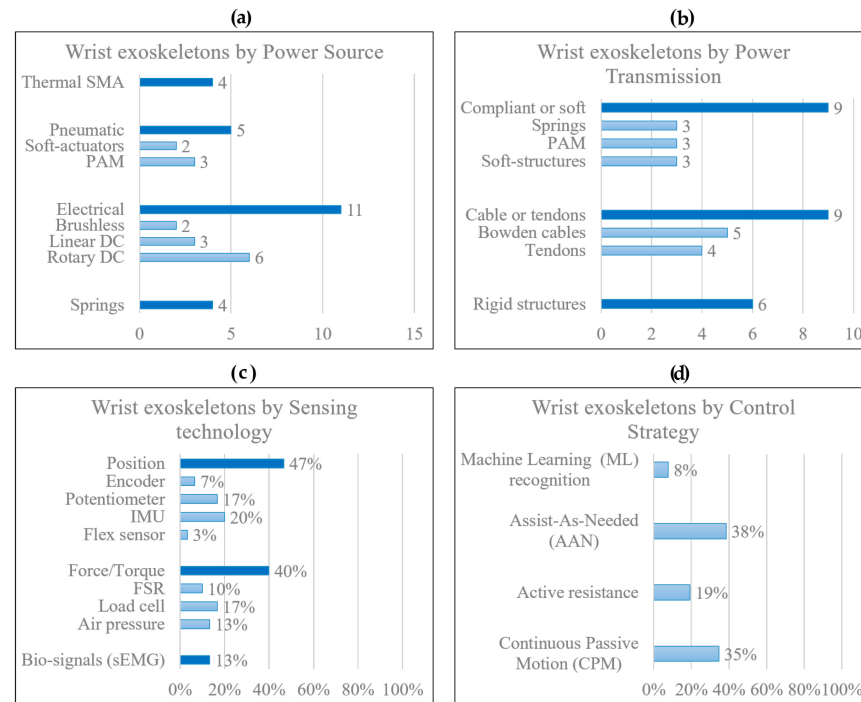 (a)
Wrist exoskeletons by Power Source
Thermal SMA 4
Pneumatic 5
Soft-actuators 2
PAM 3
Electrical 11
Brushless 2
Linear DC 3
Rotary DC 6
Springs 4
0 5 10 15
(b)
Wrist exoskeletons by Power
Transmission
Compliant or soft 9
Springs 3
PAM 3
Soft-structures 3
Cable or tendons 9
Bowden cables 5
Tendons 4
Rigid structures 6
0 2 4 6 8 10
(c)
Wrist exoskeletons by Sensing
technology
Position 47%
Encoder 7%
Potentiometer 17%
IMU 20%
Flex sensor 3%
Force/Torque 40%
FSR 10%
Load cell 17%
Air pressure 13%
Bio-signals (sEMG) 13%
0% 20% 40% 60% 80% 100%
(d)
Wrist exoskeletons by Control
Strategy
Machine Learning (ML)
recognition 8%
Assist-As-Needed
(AAN) 38%
Active resistance 19%
Continuous Passive
Motion (CPM) 35%
0% 20% 40% 60% 80% 100%